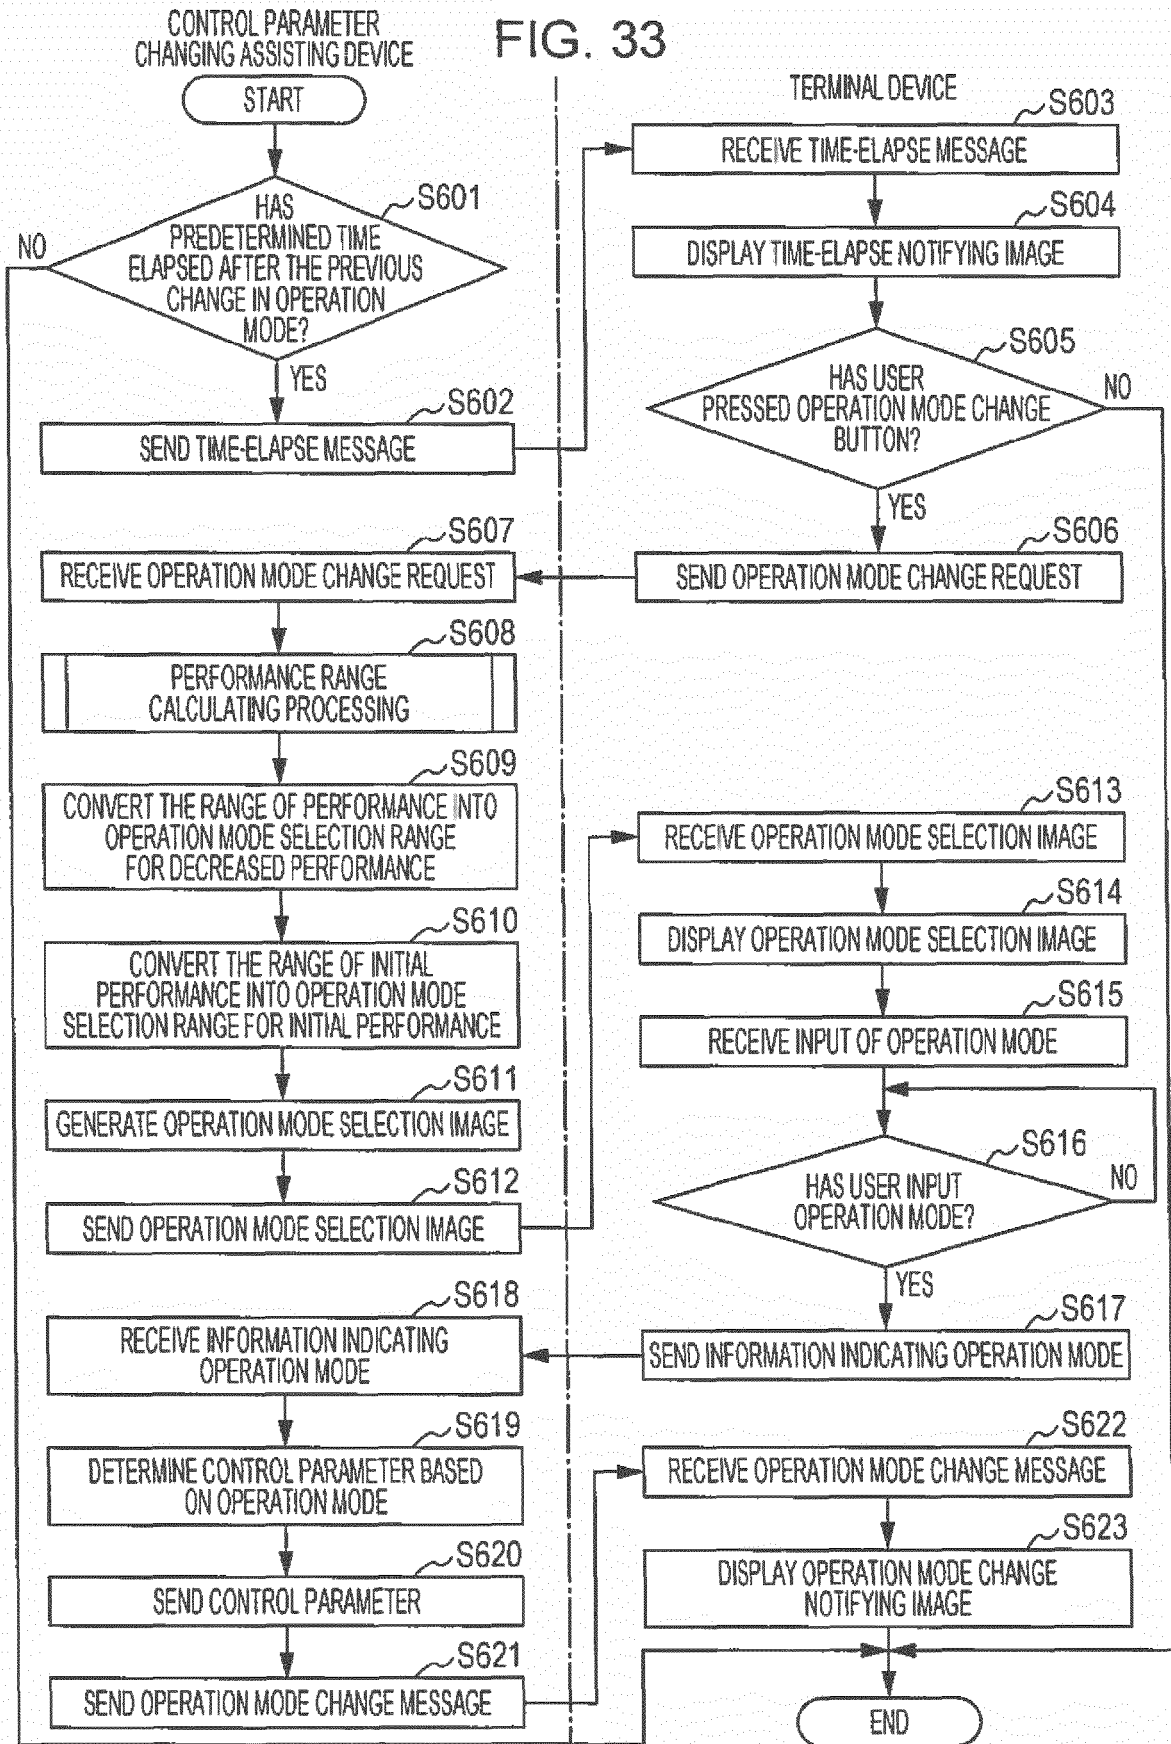 FIG. 33
CONTROL PARAMETER
CHANGING ASSISTING DEVICE
START
S601
HAS
PREDETERMINED TIME
ELAPSED AFTER THE PREVIOUS
CHANGE IN OPERATION
MODE?
NO
YES
S602
SEND TIME-ELAPSE MESSAGE
TERMINAL DEVICE
S603
RECEIVE TIME-ELAPSE MESSAGE
S604
DISPLAY TIME-ELAPSE NOTIFYING IMAGE
S605
HAS USER
PRESSED OPERATION MODE CHANGE
BUTTON?
NO
YES
S606
SEND OPERATION MODE CHANGE REQUEST
S607
RECEIVE OPERATION MODE CHANGE REQUEST
S608
PERFORMANCE RANGE
CALCULATING PROCESSING
S609
CONVERT THE RANGE OF PERFORMANCE INTO
OPERATION MODE SELECTION RANGE
FOR DECREASED PERFORMANCE
S610
CONVERT THE RANGE OF INITIAL
PERFORMANCE INTO OPERATION MODE
SELECTION RANGE FOR INITIAL PERFORMANCE
S611
GENERATE OPERATION MODE SELECTION IMAGE
S612
SEND OPERATION MODE SELECTION IMAGE
S613
RECEIVE OPERATION MODE SELECTION IMAGE
S614
DISPLAY OPERATION MODE SELECTION IMAGE
S615
RECEIVE INPUT OF OPERATION MODE
S616
HAS USER INPUT
OPERATION MODE?
NO
YES
S617
SEND INFORMATION INDICATING OPERATION MODE
S618
RECEIVE INFORMATION INDICATING
OPERATION MODE
S619
DETERMINE CONTROL PARAMETER BASED
ON OPERATION MODE
S620
SEND CONTROL PARAMETER
S621
SEND OPERATION MODE CHANGE MESSAGE
S622
RECEIVE OPERATION MODE CHANGE MESSAGE
S623
DISPLAY OPERATION MODE CHANGE
NOTIFYING IMAGE
END